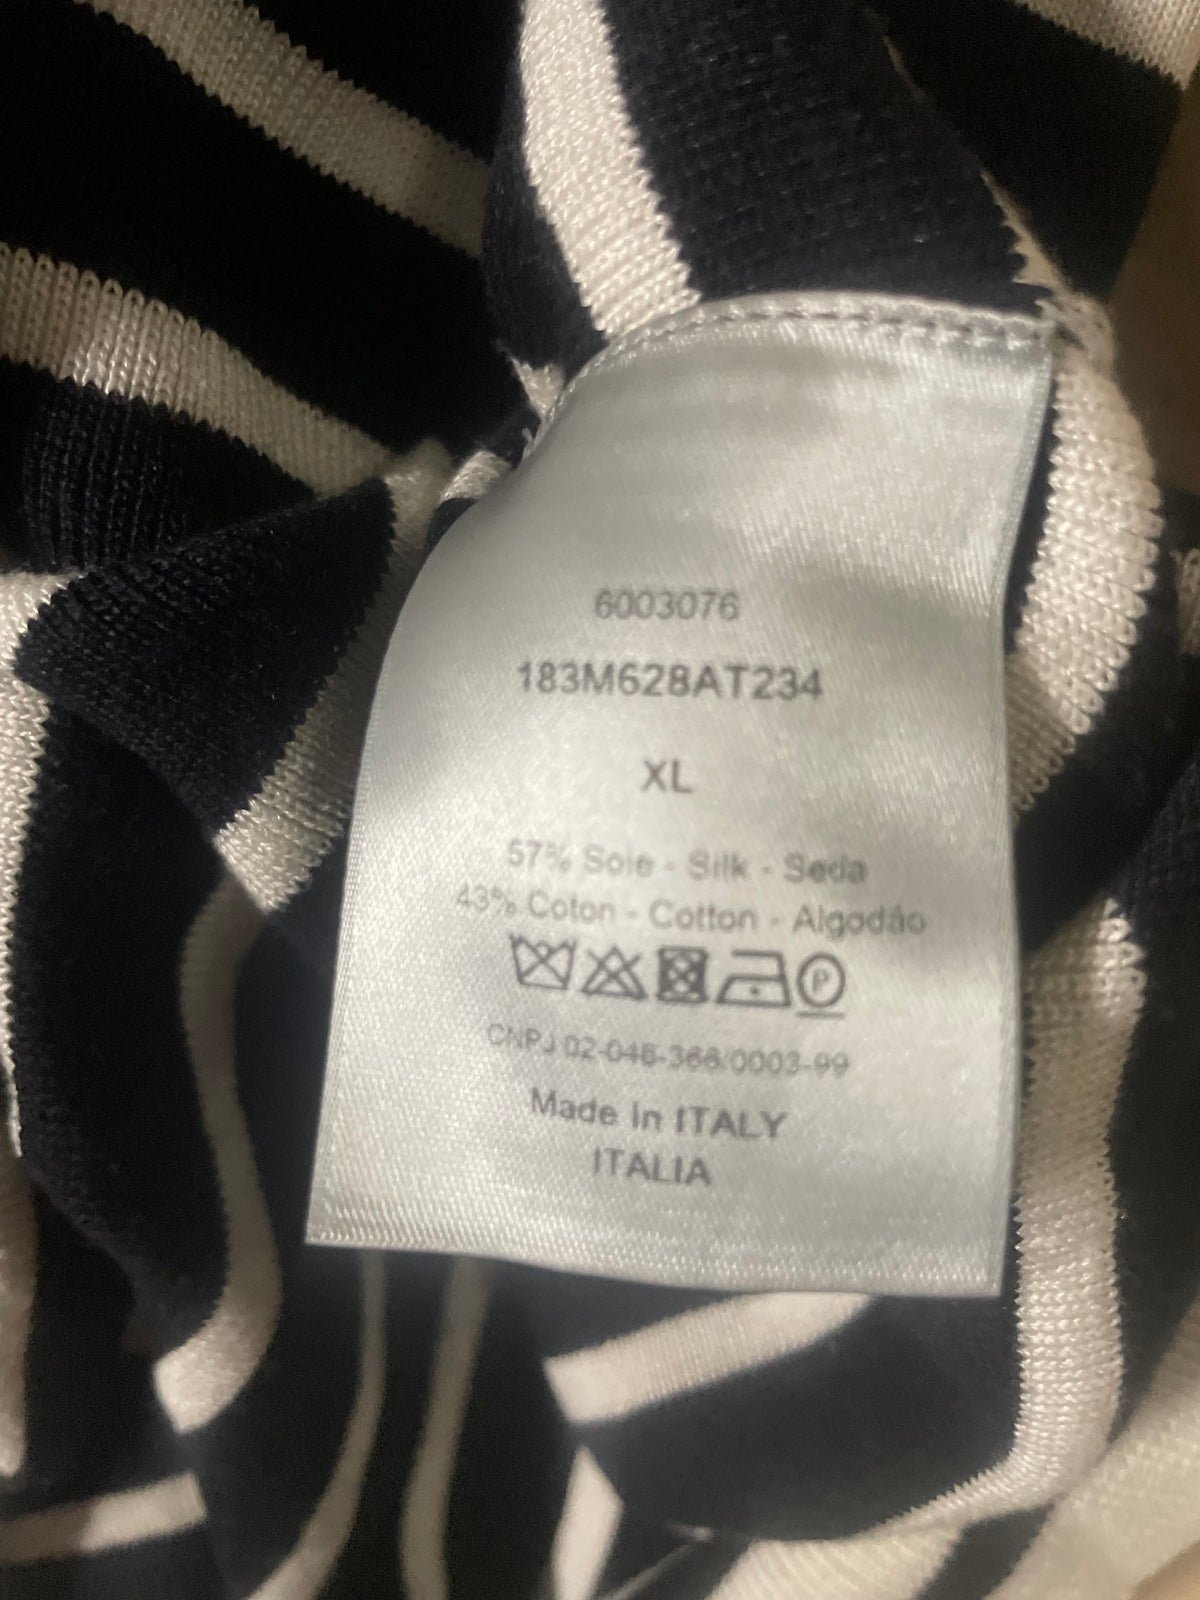 6003076
183M628AT234
XL
57% Soie - Silk - Seda
43% Coton - Cotton - Algodão
P
CNPJ 02-048-366/0003-99
Made in ITALY
ITALIA